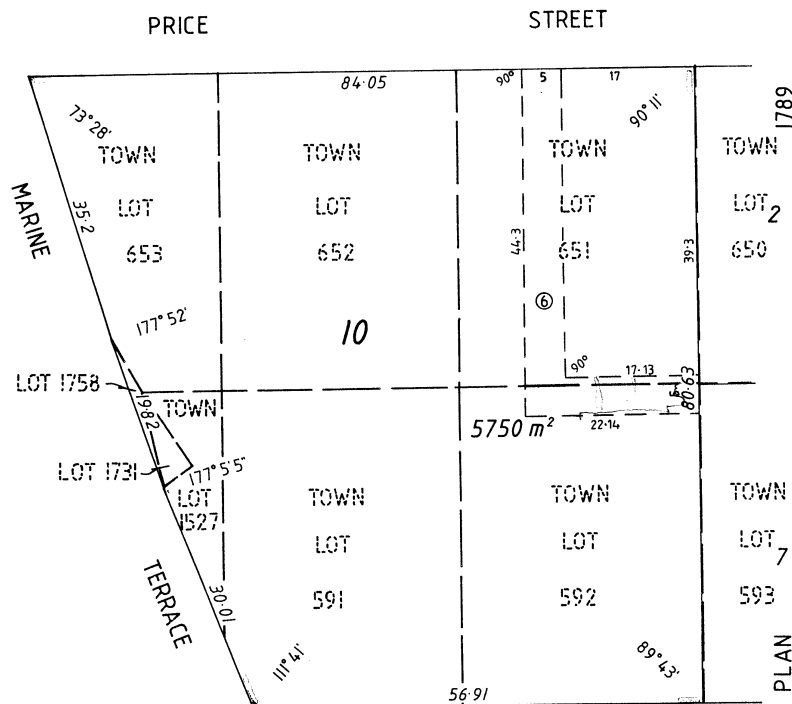 PRICE STREET
84·05
90° 5 17
73°28'
90°11'
1789
TOWN LOT 653
TOWN LOT 652
TOWN LOT 651
TOWN LOT 650
2
MARINE
35·2
44·3
39·3
177°52'
10
6
90°
17·13
LOT 1758
19·82
TOWN
80·63
5750 m²
22·14
LOT 1731
177°5'5"
LOT 1527
TOWN LOT 591
TOWN LOT 592
TOWN LOT 593
7
TERRACE
30·01
111°41'
89°43'
56·91
PLAN